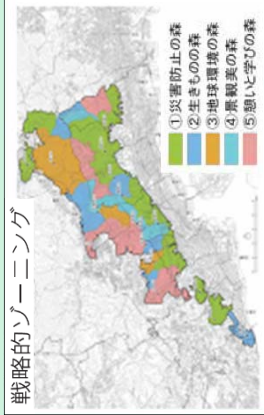 戦略的ゾーニング
①災害防止の森
②生きものの森
③地球環境の森
④景観美の森
⑤憩いと学びの森